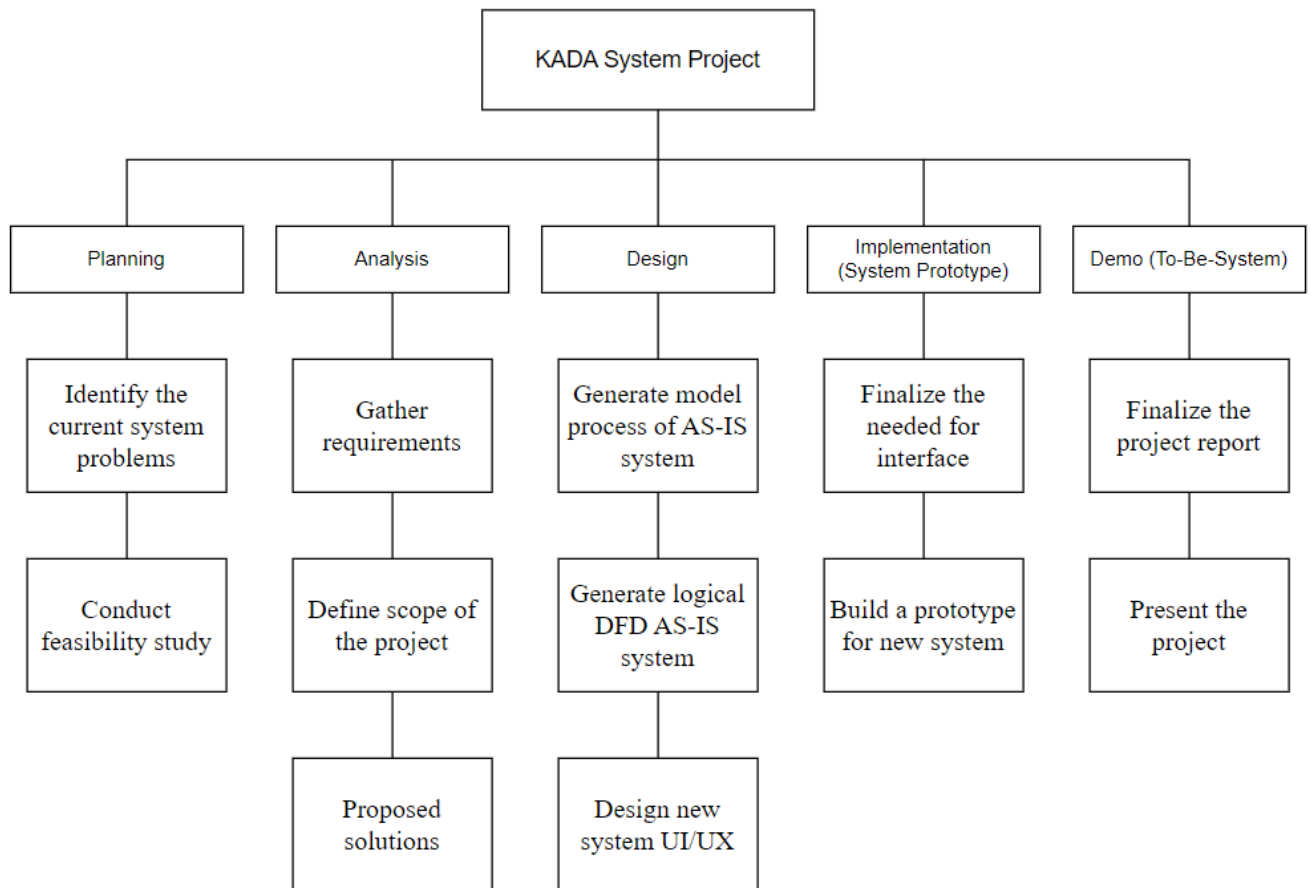 KADA System Project
Planning
Analysis
Design
Implementation
(System Prototype)
Demo (To-Be-System)
Identify the
current system
problems
Gather
requirements
Generate model
process of AS-IS
system
Finalize the
needed for
interface
Finalize the
project report
Conduct
feasibility study
Define scope of
the project
Generate logical
DFD AS-IS
system
Build a prototype
for new system
Present the
project
Proposed
solutions
Design new
system UI/UX